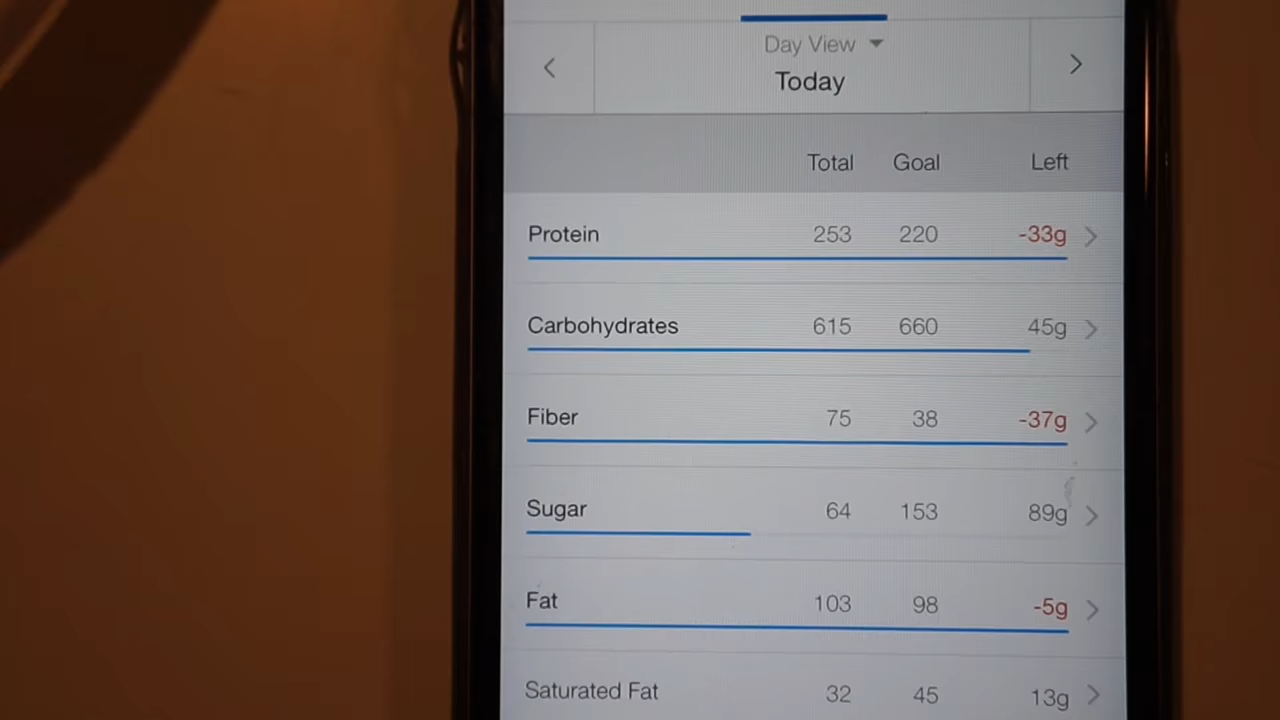 Day View
Today
Total Goal Left
Protein 253 220 -33g
Carbohydrates 615 660 45g
Fiber 75 38 -37g
Sugar 64 153 89g
Fat 103 98 -5g
Saturated Fat 32 45 13g